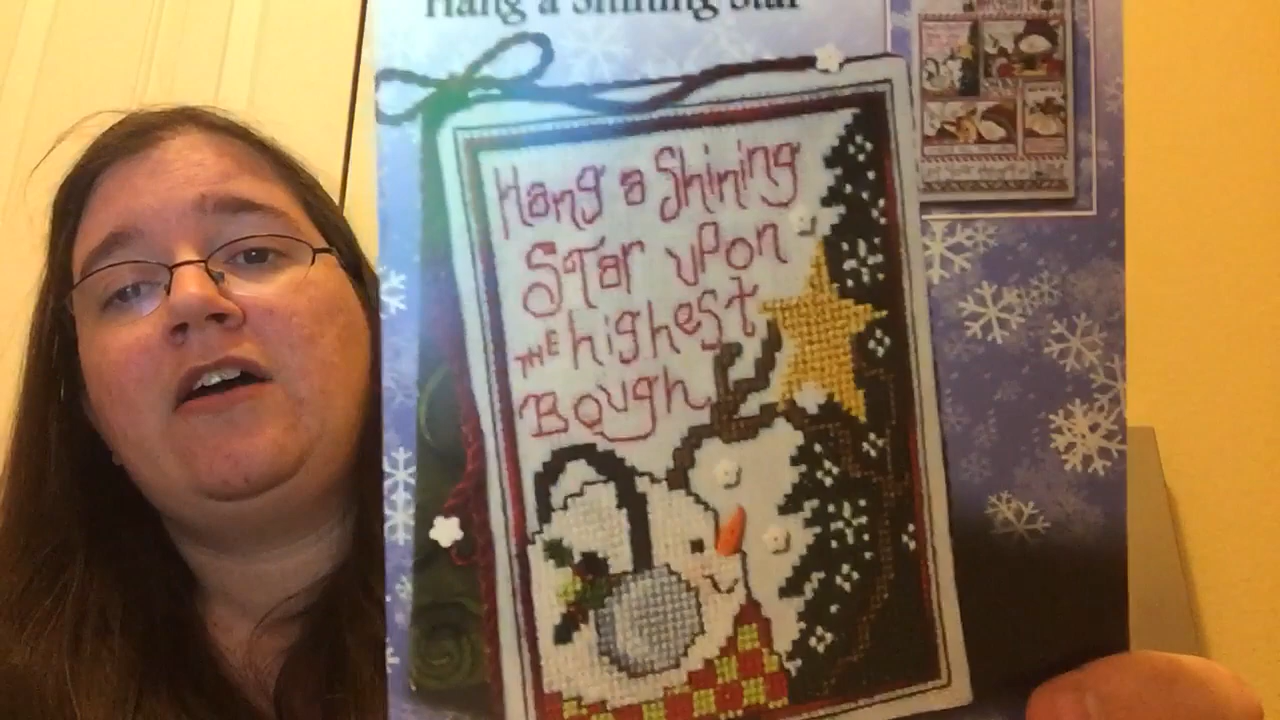 Hang a Shining Star
Hang a Shining
Star upon
THE highest
Bough